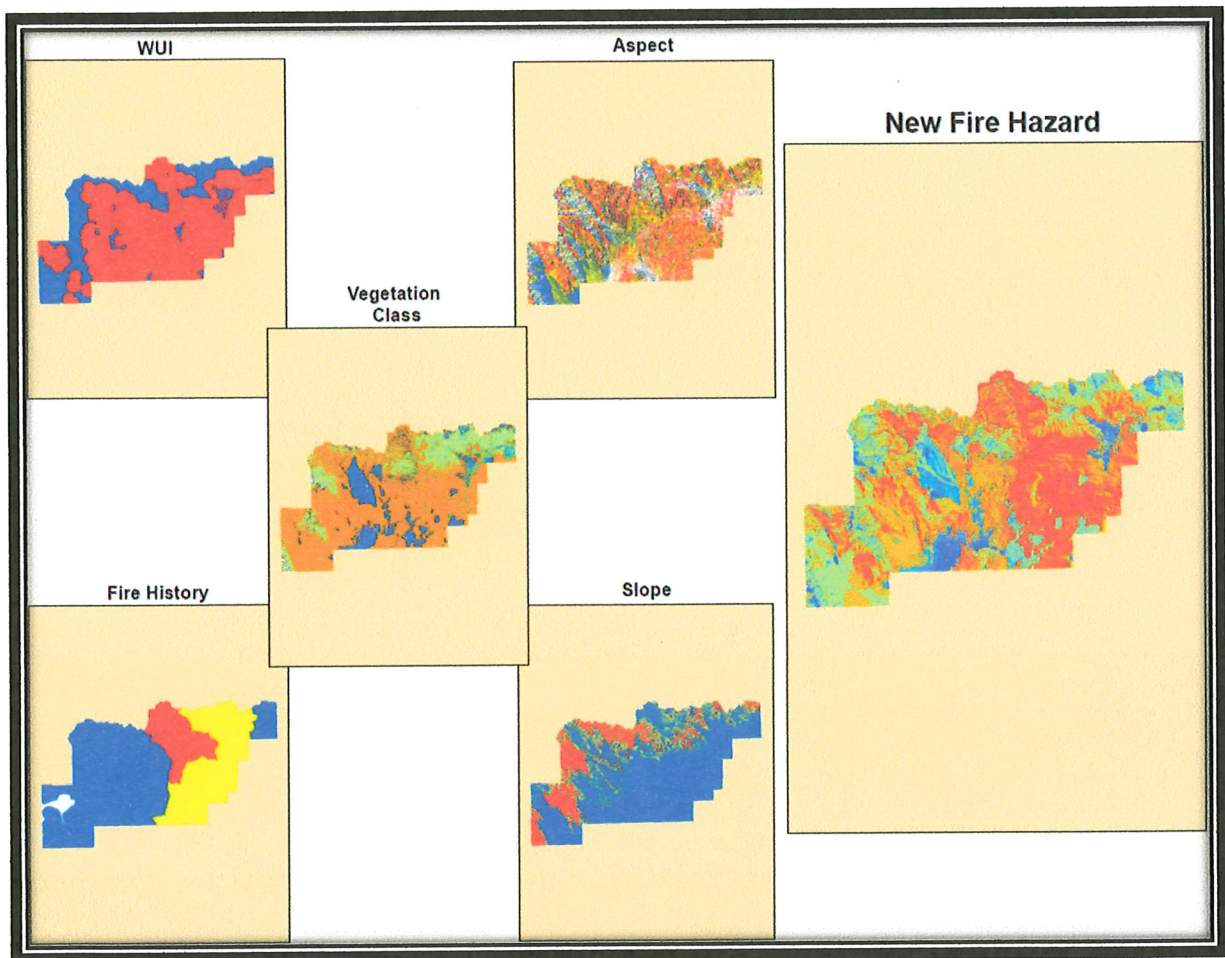 WUI
Aspect
New Fire Hazard
Vegetation
Class
Fire History
Slope